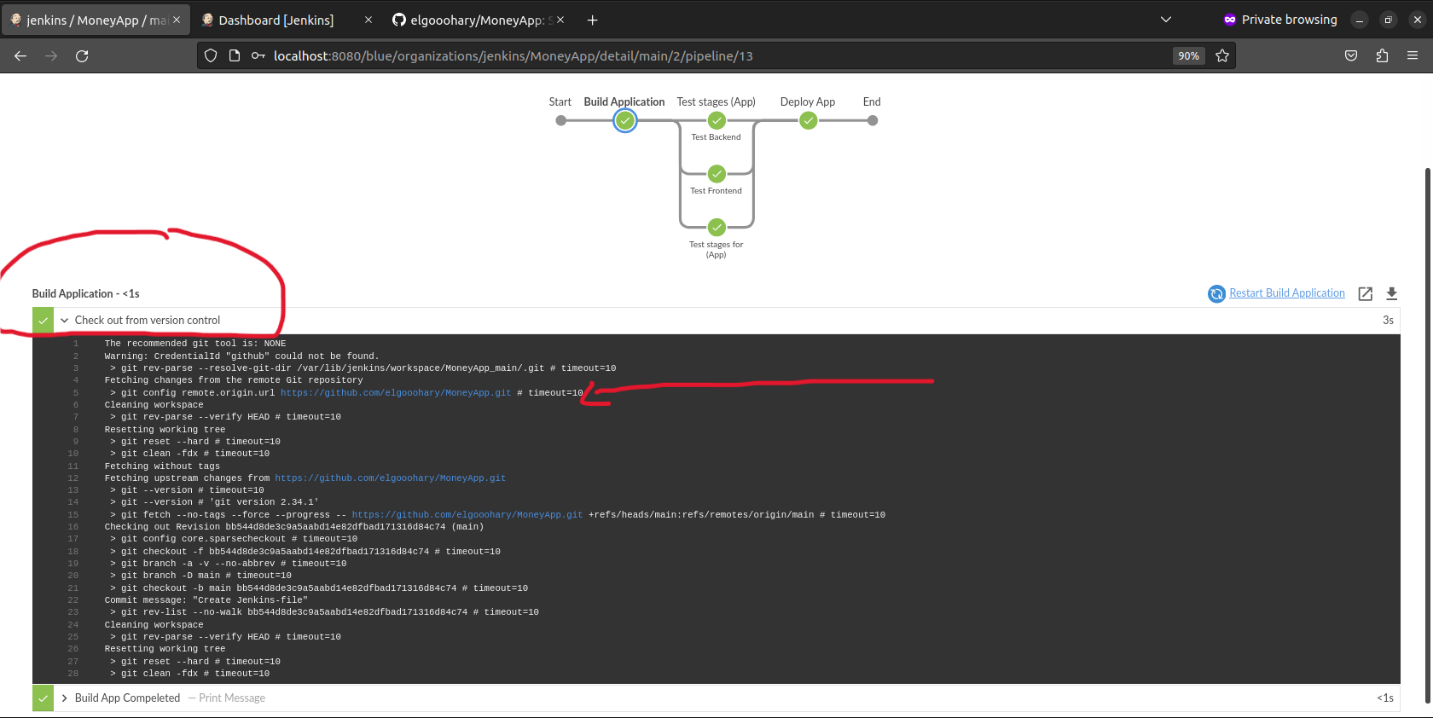 jenkins / MoneyApp / ma
Dashboard [Jenkins]
elgooohary/MoneyApp: S
Private browsing
localhost:8080/blue/organizations/jenkins/MoneyApp/detail/main/2/pipeline/13
90%
Start Build Application Test stages (App) Deploy App End
Test Backend
Test Frontend
Test stages for
(App)
Build Application - <1s
Restart Build Application
Check out from version control
3s
1 The recommended git tool is: NONE
2 Warning: CredentialId "github" could not be found.
3 > git rev-parse --resolve-git-dir /var/lib/jenkins/workspace/MoneyApp_main/.git # timeout=10
4 Fetching changes from the remote Git repository
5 > git config remote.origin.url https://github.com/elgooohary/MoneyApp.git # timeout=10
6 Cleaning workspace
7 > git rev-parse --verify HEAD # timeout=10
8 Resetting working tree
9 > git reset --hard # timeout=10
10 > git clean -fdx # timeout=10
11 Fetching without tags
12 Fetching upstream changes from https://github.com/elgooohary/MoneyApp.git
13 > git --version # timeout=10
14 > git --version # 'git version 2.34.1'
15 > git fetch --no-tags --force --progress -- https://github.com/elgooohary/MoneyApp.git +refs/heads/main:refs/remotes/origin/main # timeout=10
16 Checking out Revision bb544d8de3c9a5aabd14e82dfbad171316d84c74 (main)
17 > git config core.sparsecheckout # timeout=10
18 > git checkout -f bb544d8de3c9a5aabd14e82dfbad171316d84c74 # timeout=10
19 > git branch -a -v --no-abbrev # timeout=10
20 > git branch -D main # timeout=10
21 > git checkout -b main bb544d8de3c9a5aabd14e82dfbad171316d84c74 # timeout=10
22 Commit message: "Create Jenkins-file"
23 > git rev-list --no-walk bb544d8de3c9a5aabd14e82dfbad171316d84c74 # timeout=10
24 Cleaning workspace
25 > git rev-parse --verify HEAD # timeout=10
26 Resetting working tree
27 > git reset --hard # timeout=10
28 > git clean -fdx # timeout=10
Build App Compeleted — Print Message
<1s